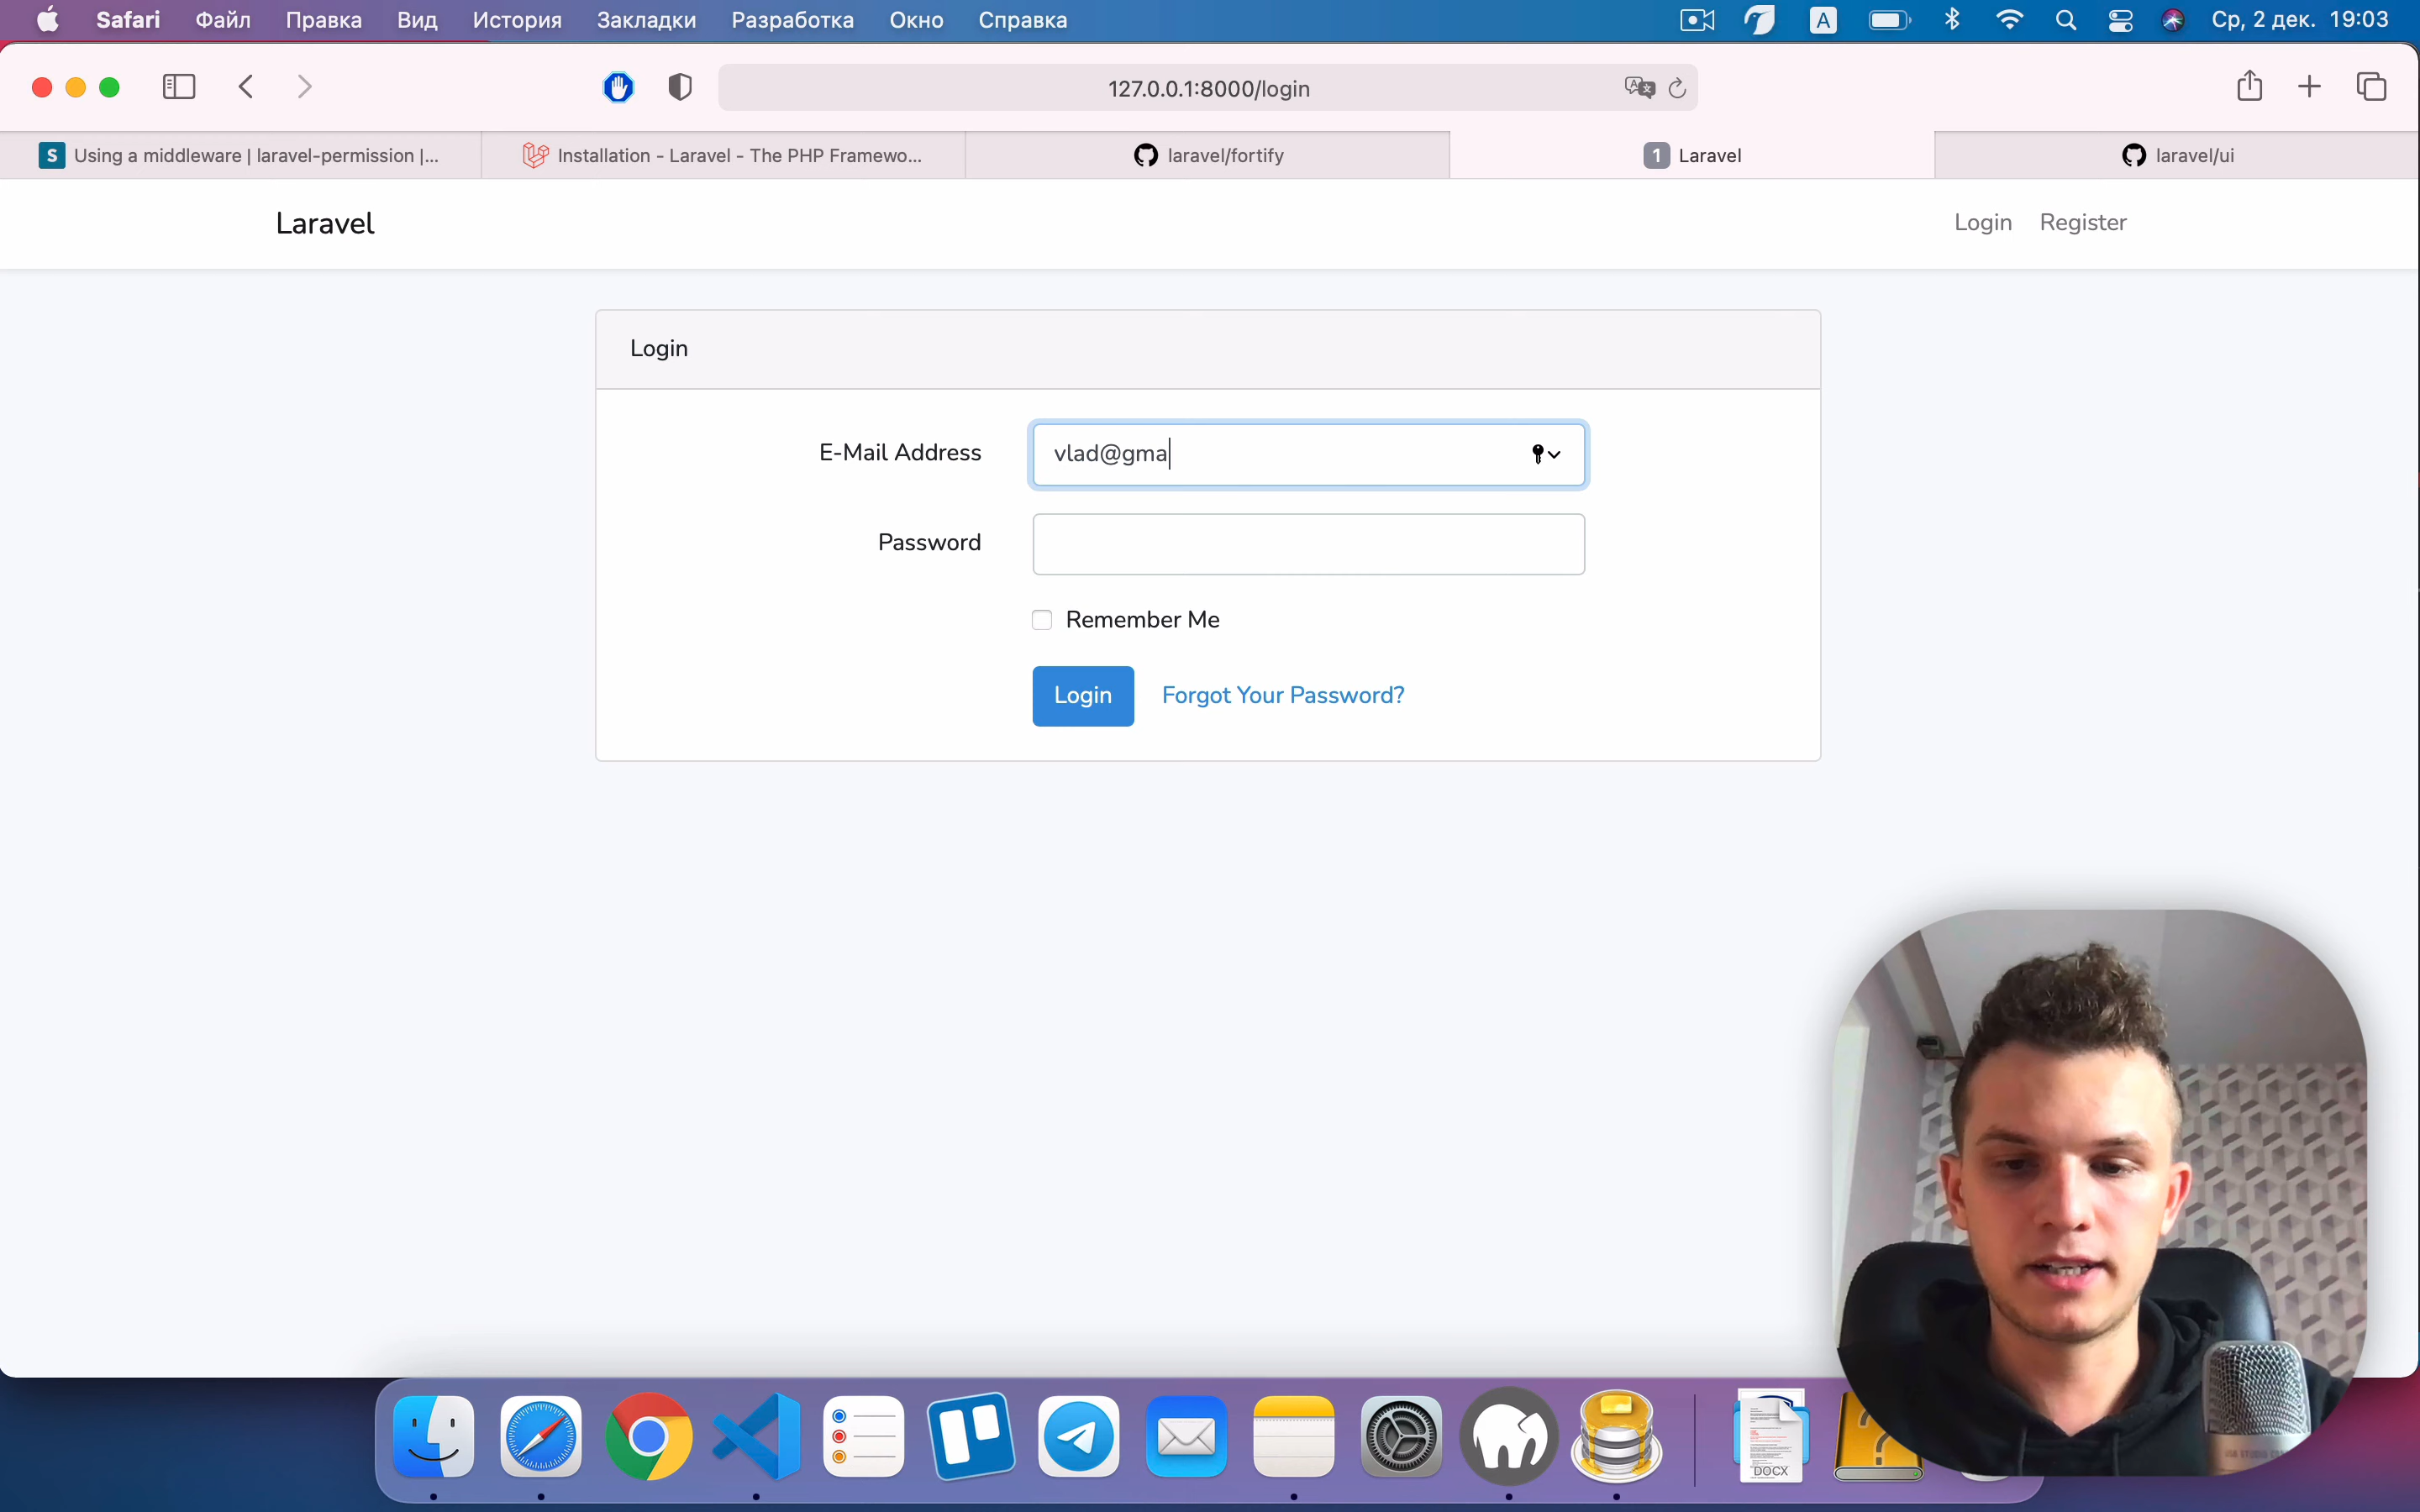 Safari Файл Правка Вид История Закладки Разработка Окно Справка A Ср, 2 дек. 19:03
127.0.0.1:8000/login
S Using a middleware | laravel-permission |... Installation - Laravel - The PHP Framewo... laravel/fortify 1 Laravel laravel/ui
Laravel Login Register
Login
E-Mail Address vlad@gma
Password
Remember Me
Login Forgot Your Password?
DOCX